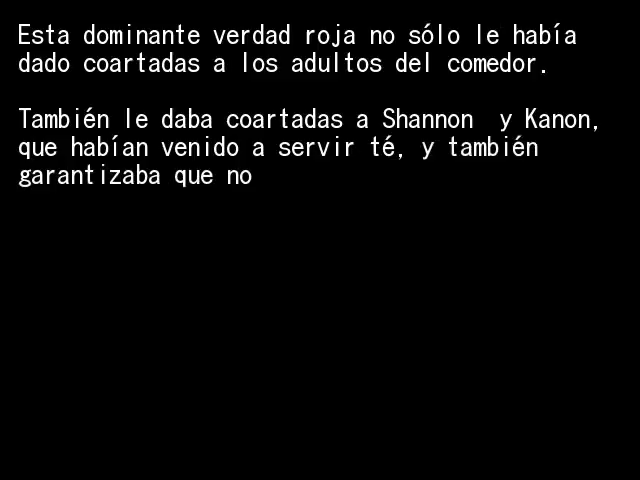 Esta dominante verdad roja no sólo le había
dado coartadas a los adultos del comedor.
También le daba coartadas a Shannon  y Kanon,
que habían venido a servir té, y también
garantizaba que no